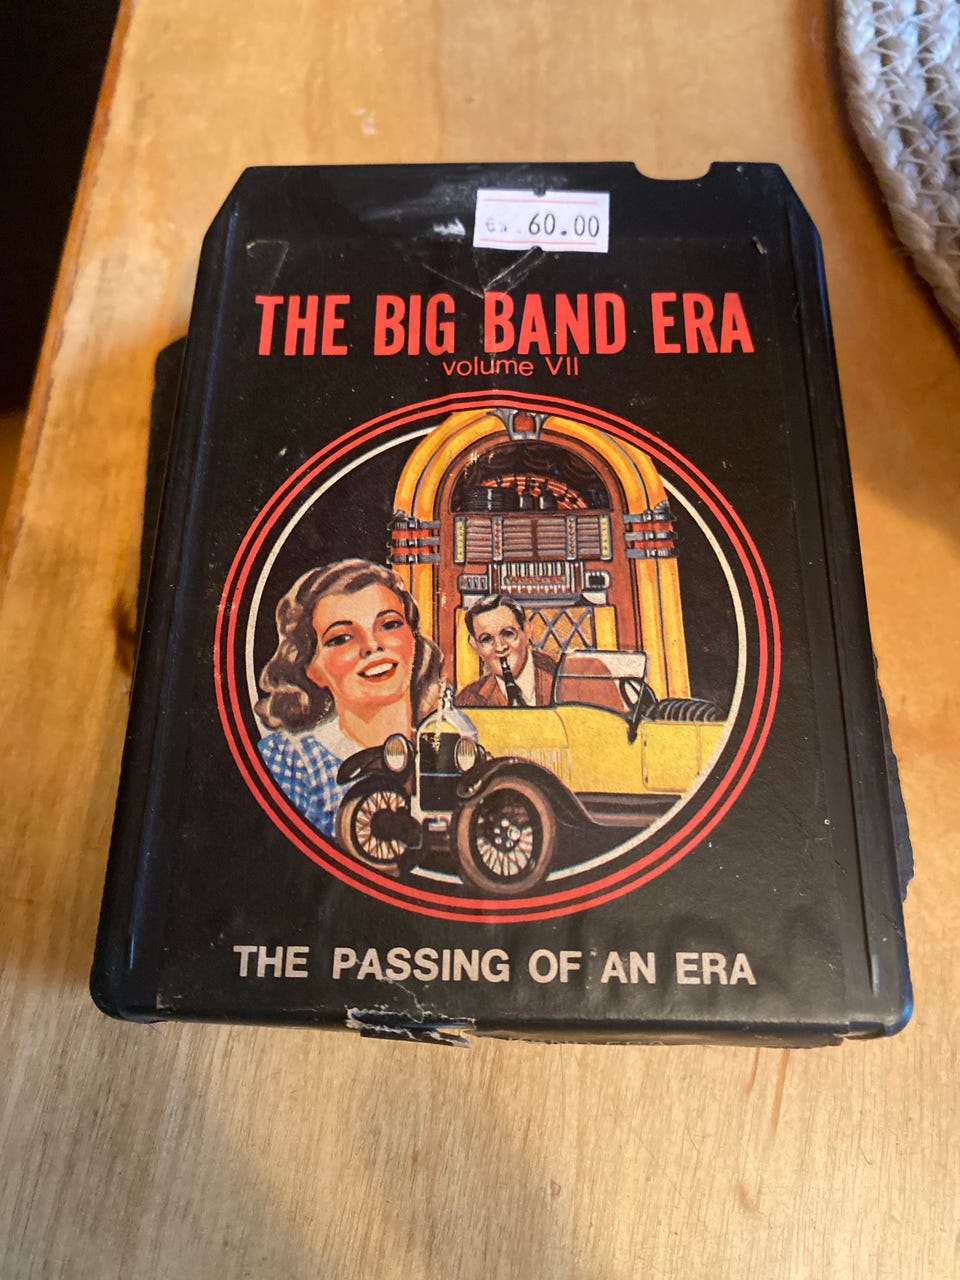 60.00
THE BIG BAND ERA
volume VII
THE PASSING OF AN ERA